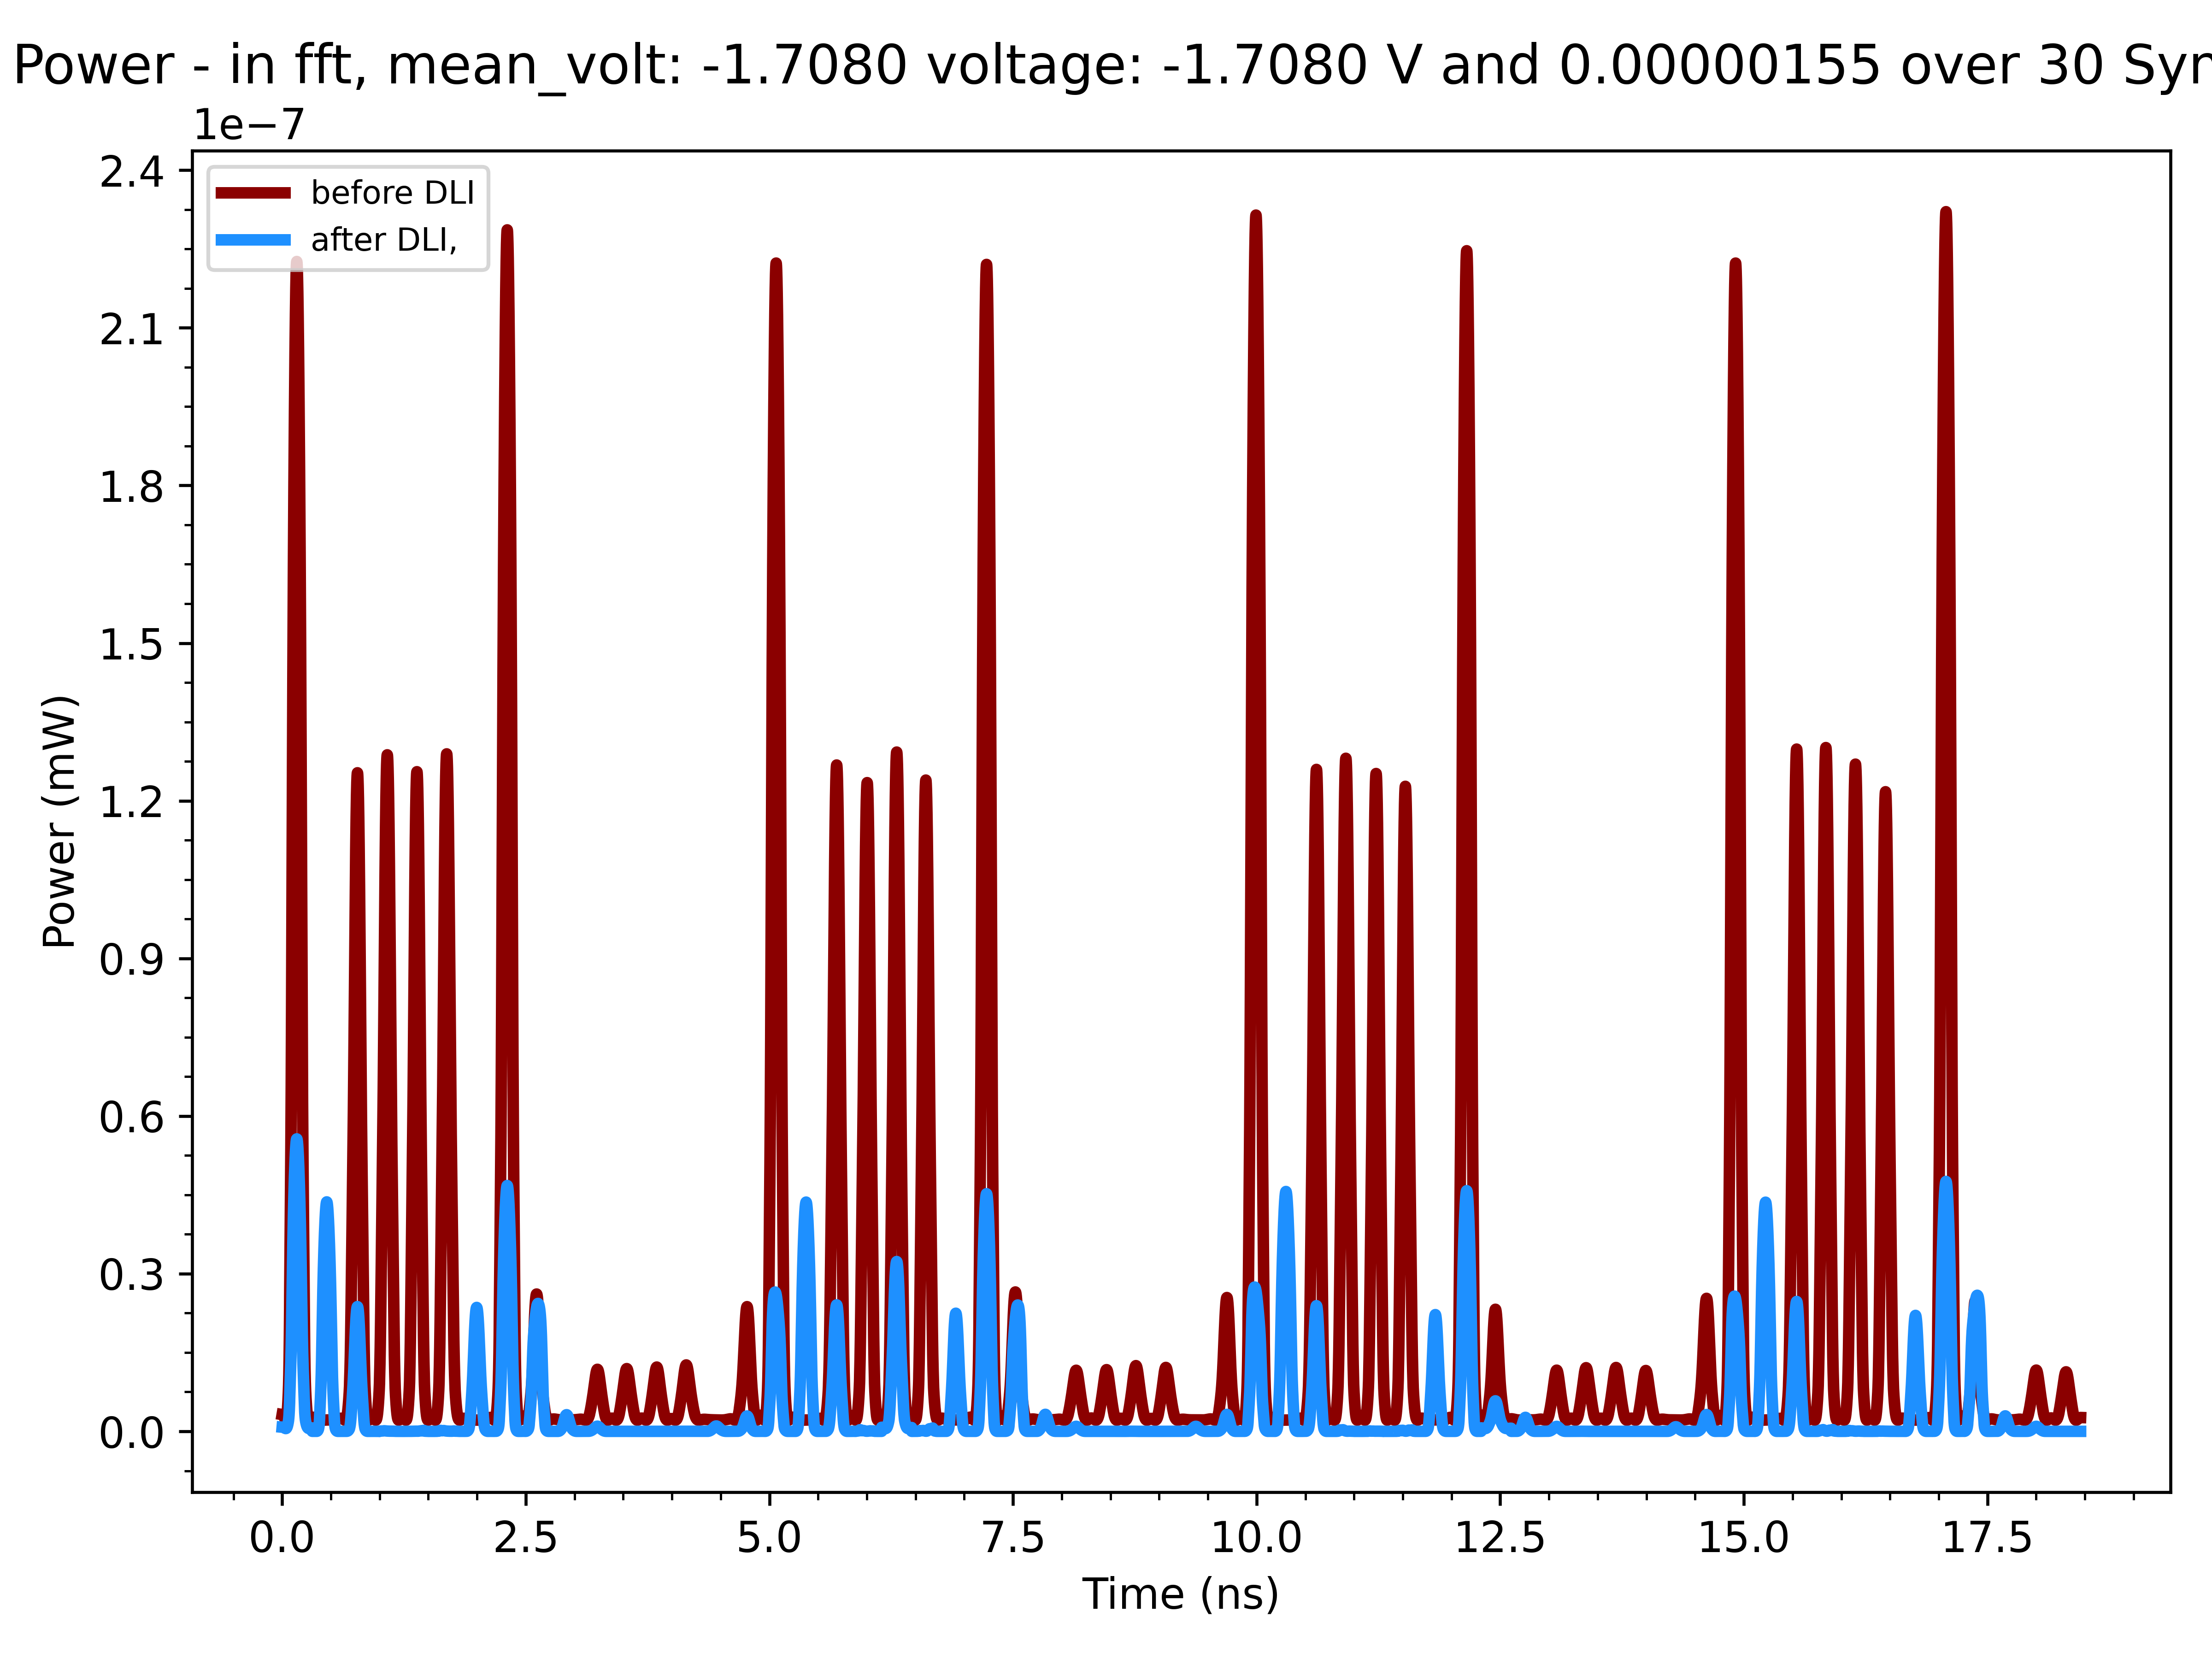 Power - in fft, mean_volt: -1.7080 voltage: -1.7080 V and 0.00000155 over 30
1e−7
before DLI
after DLI,
2.4
2.1
1.8
1.5
1.2
0.9
0.6
0.3
0.0
Power (mW)
0.0 2.5 5.0 7.5 10.0 12.5 15.0 17.5
Time (ns)